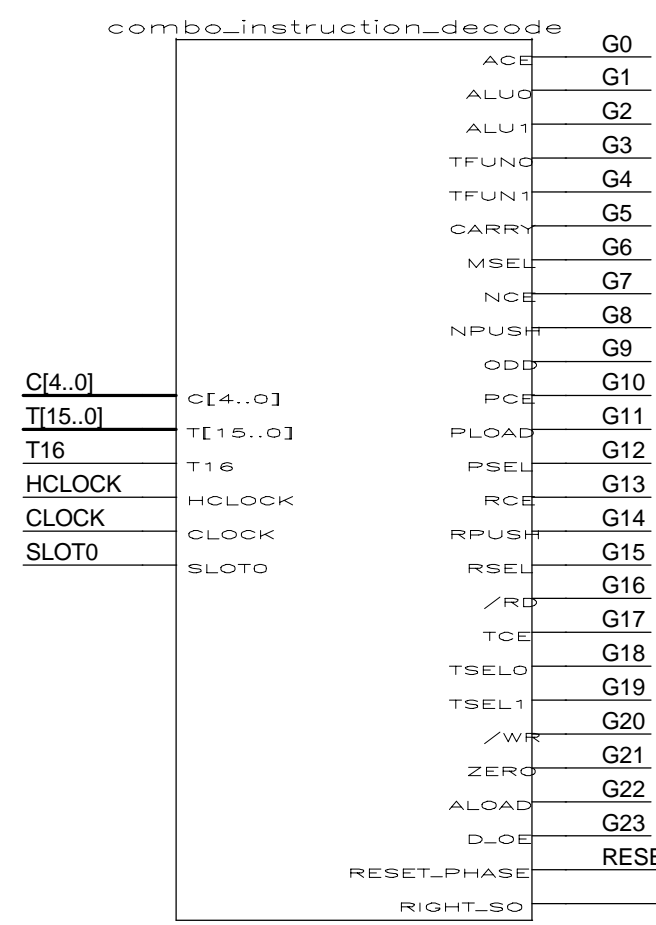 combo_instruction_decode
ACE G0
ALU0 G1
ALU1 G2
TFUN0 G3
TFUN1 G4
CARRY G5
MSEL G6
NCE G7
NPUSH G8
ODD G9
C[4..0] C[4..0] PCE G10
T[15..0] T[15..0] PLOAD G11
T16 T16 PSEL G12
HCLOCK HCLOCK RCE G13
CLOCK CLOCK RPUSH G14
SLOT0 SLOT0 RSEL G15
/RD G16
TCE G17
TSEL0 G18
TSEL1 G19
/WR G20
ZERO G21
ALOAD G22
D_OE G23
RESET_PHASE RESE
RIGHT_SO